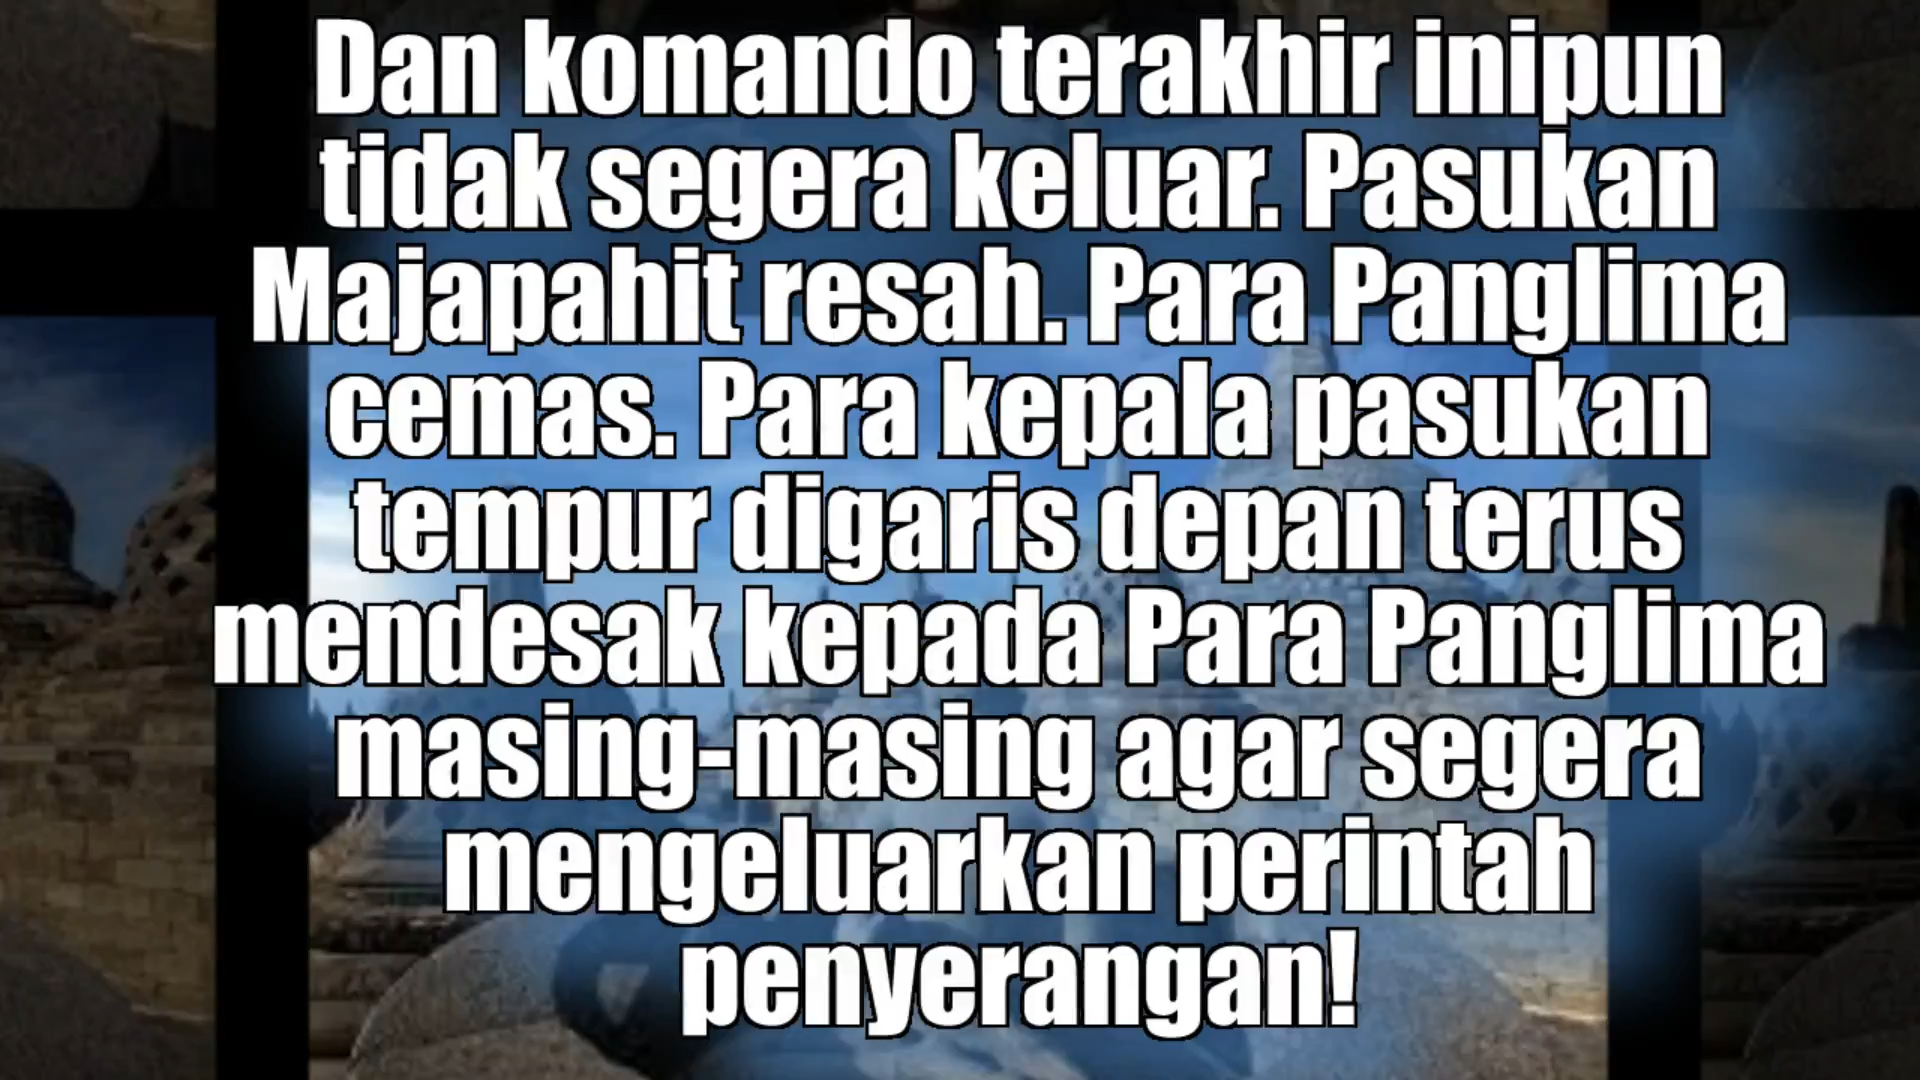 Dan komando terakhir inipun
tidak segera keluar. Pasukan
Majapahit resah. Para Panglima
cemas. Para kepala pasukan
tempur digaris depan terus
mendesak kepada Para Panglima
masing-masing agar segera
mengeluarkan perintah
penyerangan!